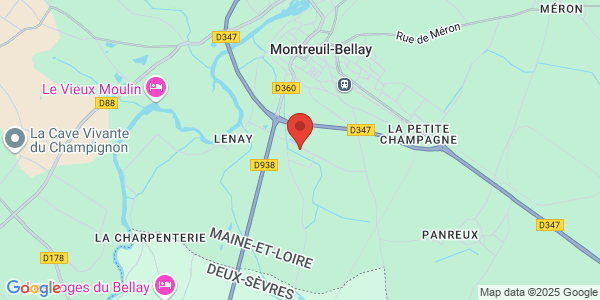 MÉRON
D347
Rue de Méron
Montreuil-Bellay
Le Vieux Moulin
D360
D88
La Cave Vivante
du Champignon
LENAY
D347
LA PETITE
CHAMPAGNE
D938
D347
LA CHARPENTERIE
MAINE-ET-LOIRE
PANREUX
D178
DEUX-SÈVRES
oges du Bellay
Google
Map data ©2025 Google